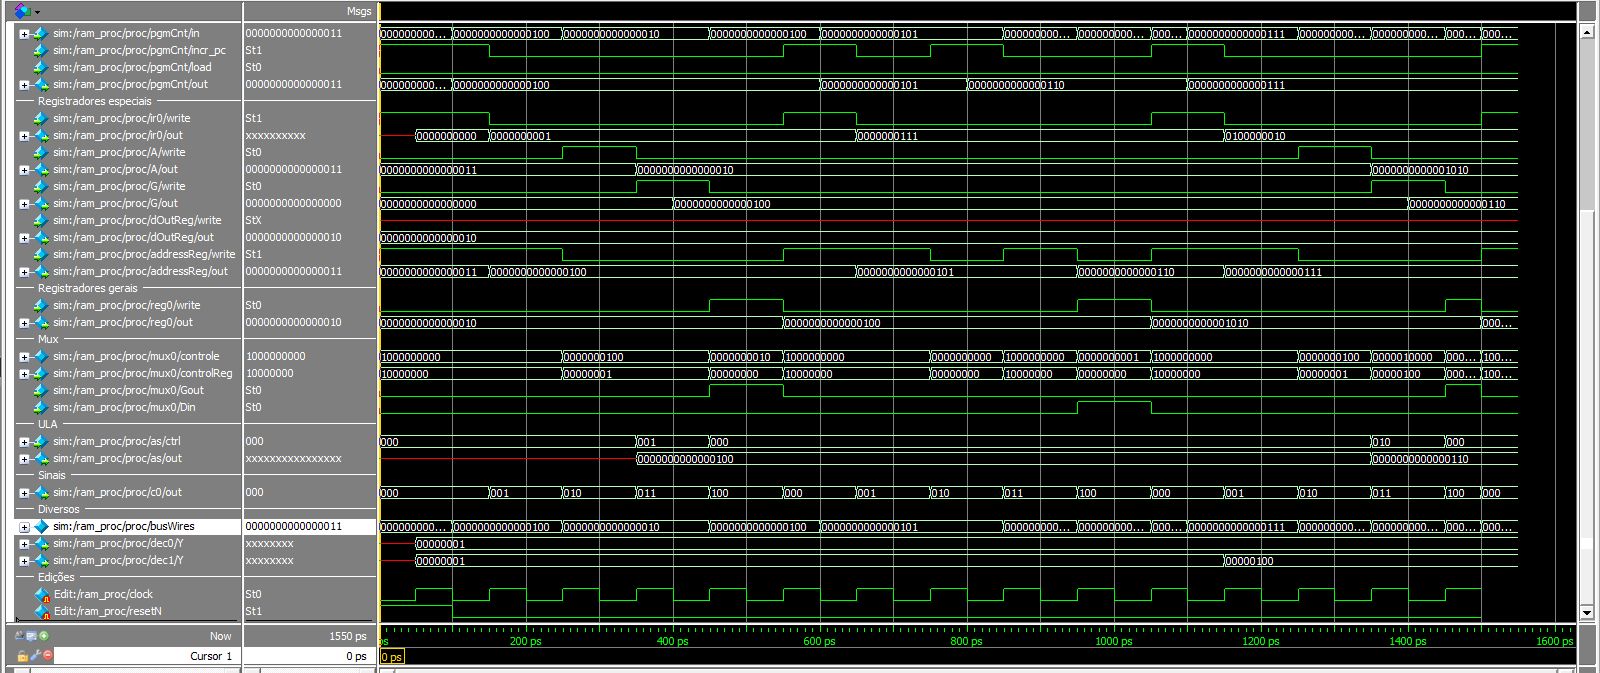 Msgs
sim:/ram_proc/proc/pgmCnt/in 0000000000000011 000000000... 0000000000000100 0000000000000010 0000000000000100 0000000000000101 000000000... 000000000... 000... 0000000000000111 000000000... 000000000... 000... 000...
sim:/ram_proc/proc/pgmCnt/incr_pc St1
sim:/ram_proc/proc/pgmCnt/load St0
sim:/ram_proc/proc/pgmCnt/out 0000000000000011 000000000... 0000000000000100 0000000000000101 0000000000000110 0000000000000111
Registradores especiais
sim:/ram_proc/proc/ir0/write St1
sim:/ram_proc/proc/ir0/out xxxxxxxxxx 0000000000 0000000001 0000000111 0100000010
sim:/ram_proc/proc/A/write St0
sim:/ram_proc/proc/A/out 0000000000000011 0000000000000011 0000000000000010 0000000000001010
sim:/ram_proc/proc/G/write St0
sim:/ram_proc/proc/G/out 0000000000000000 0000000000000000 0000000000000100 0000000000000110
sim:/ram_proc/proc/dOutReg/write StX
sim:/ram_proc/proc/dOutReg/out 0000000000000010 0000000000000010
sim:/ram_proc/proc/addressReg/write St1
sim:/ram_proc/proc/addressReg/out 0000000000000011 0000000000000011 0000000000000100 0000000000000101 0000000000000110 0000000000000111
Registradores gerais
sim:/ram_proc/proc/reg0/write St0
sim:/ram_proc/proc/reg0/out 0000000000000010 0000000000000010 0000000000000100 0000000000001010 000...
Mux
sim:/ram_proc/proc/mux0/controle 1000000000 1000000000 0000000100 0000000010 1000000000 0000000000 1000000000 0000000001 1000000000 0000000100 0000010000 000... 100...
sim:/ram_proc/proc/mux0/controlReg 10000000 10000000 00000001 00000000 10000000 00000000 10000000 00000000 10000000 00000001 00000100 000... 100...
sim:/ram_proc/proc/mux0/Gout St0
sim:/ram_proc/proc/mux0/Din St0
ULA
sim:/ram_proc/proc/as/ctrl 000 000 001 000 010 000
sim:/ram_proc/proc/as/out xxxxxxxxxxxxxxxx 0000000000000100 0000000000000110
Sinais
sim:/ram_proc/proc/c0/out 000 000 001 010 011 100 000 001 010 011 100 000 001 010 011 100 000
Diversos
sim:/ram_proc/proc/busWires 0000000000000011 000000000... 0000000000000100 0000000000000010 0000000000000100 0000000000000101 000000000... 000000000... 000... 0000000000000111 000000000... 000000000... 000... 000...
sim:/ram_proc/proc/dec0/Y xxxxxxxx 00000001
sim:/ram_proc/proc/dec1/Y xxxxxxxx 00000001 00000100
Edições
Edit:/ram_proc/clock St0
Edit:/ram_proc/resetN St1
Now 1550 ps ps 200 ps 400 ps 600 ps 800 ps 1000 ps 1200 ps 1400 ps 1600 ps
Cursor 1 0 ps 0 ps